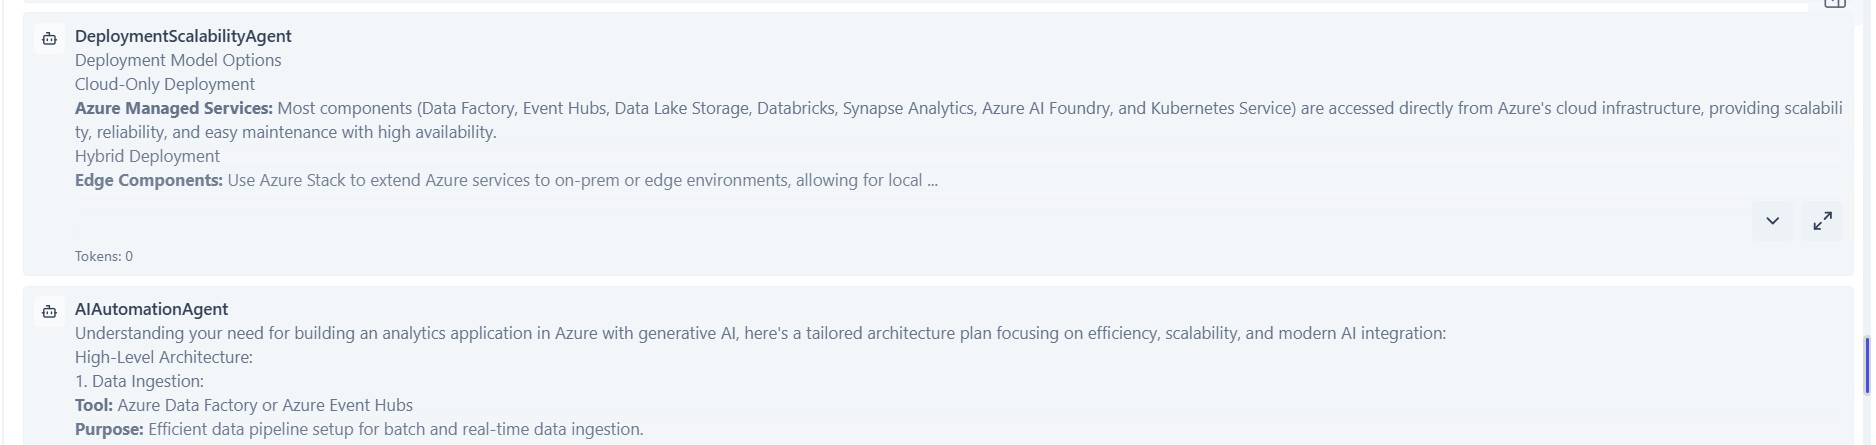 DeploymentScalabilityAgent
Deployment Model Options
Cloud-Only Deployment
Azure Managed Services: Most components (Data Factory, Event Hubs, Data Lake Storage, Databricks, Synapse Analytics, Azure AI Foundry, and Kubernetes Service) are accessed directly from Azure's cloud infrastructure, providing scalabili
ty, reliability, and easy maintenance with high availability.
Hybrid Deployment
Edge Components: Use Azure Stack to extend Azure services to on-prem or edge environments, allowing for local ...
Tokens: 0
AIAutomationAgent
Understanding your need for building an analytics application in Azure with generative AI, here's a tailored architecture plan focusing on efficiency, scalability, and modern AI integration:
High-Level Architecture:
1. Data Ingestion:
Tool: Azure Data Factory or Azure Event Hubs
Purpose: Efficient data pipeline setup for batch and real-time data ingestion.